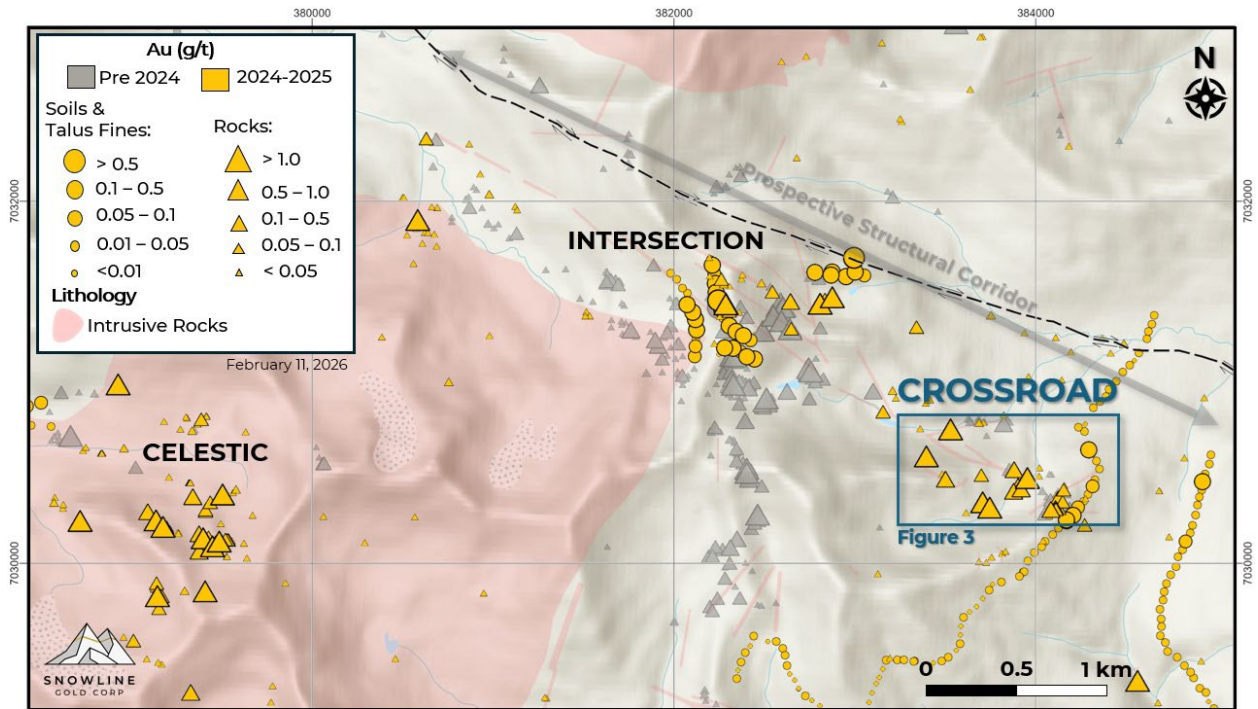 380000
382000
384000
Au (g/t)
Pre 2024
2024-2025
Soils &
Talus Fines:
Rocks:
> 0.5
> 1.0
0.1 – 0.5
0.5 – 1.0
0.05 – 0.1
0.1 – 0.5
0.01 – 0.05
0.05 – 0.1
<0.01
< 0.05
Lithology
Intrusive Rocks
February 11, 2026
N
7032000
7032000
Prospective Structural Corridor
INTERSECTION
CROSSROAD
CELESTIC
Figure 3
7030000
7030000
SNOWLINE
GOLD CORP
0
0.5
1 km